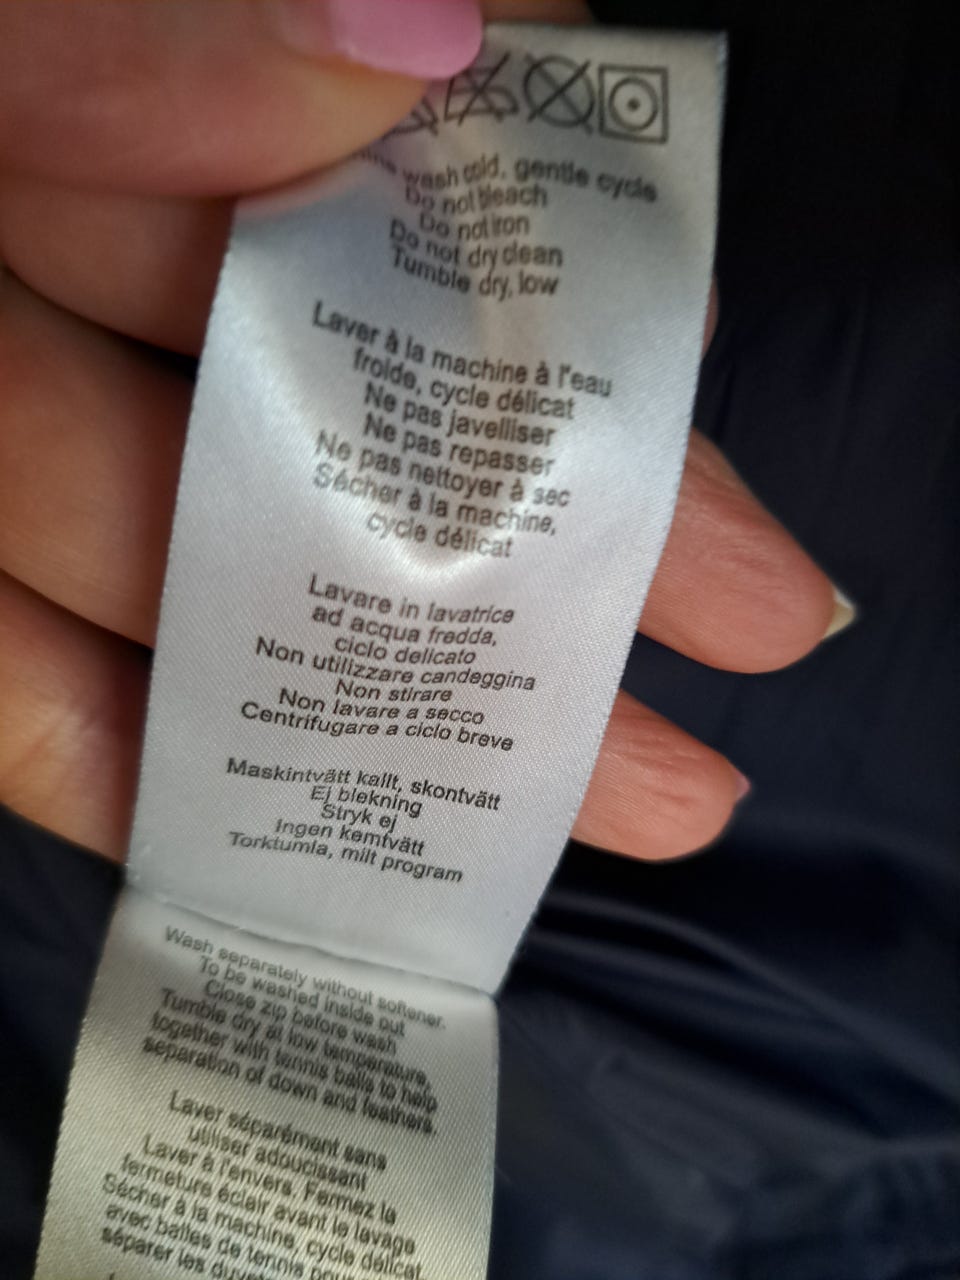 wash cold, gentle cycle
Do not bleach
Do not iron
Do not dry clean
Tumble dry, low
Laver à la machine à l'eau
froide, cycle délicat
Ne pas javelliser
Ne pas repasser
Ne pas nettoyer à sec
Sécher à la machine,
cycle délicat
Lavare in lavatrice
ad acqua fredda,
ciclo delicato
Non utilizzare candeggina
Non stirare
Non lavare a secco
Centrifugare a ciclo breve
Maskintvätt kallt, skontvätt
Ej blekning
Stryk ej
Ingen kemtvätt
Torktumla, milt program
Wash separately without softener.
To be washed inside out
Close zip before wash
Tumble dry at low temperature,
together with tennis balls to help
separation of down and feathers.
Laver séparément sans
utiliser adoucissant
Laver à l'envers. Fermez la
fermeture éclair avant le lavage
Sécher à la machine, cycle délicat
avec balles de tennis pour
séparer les